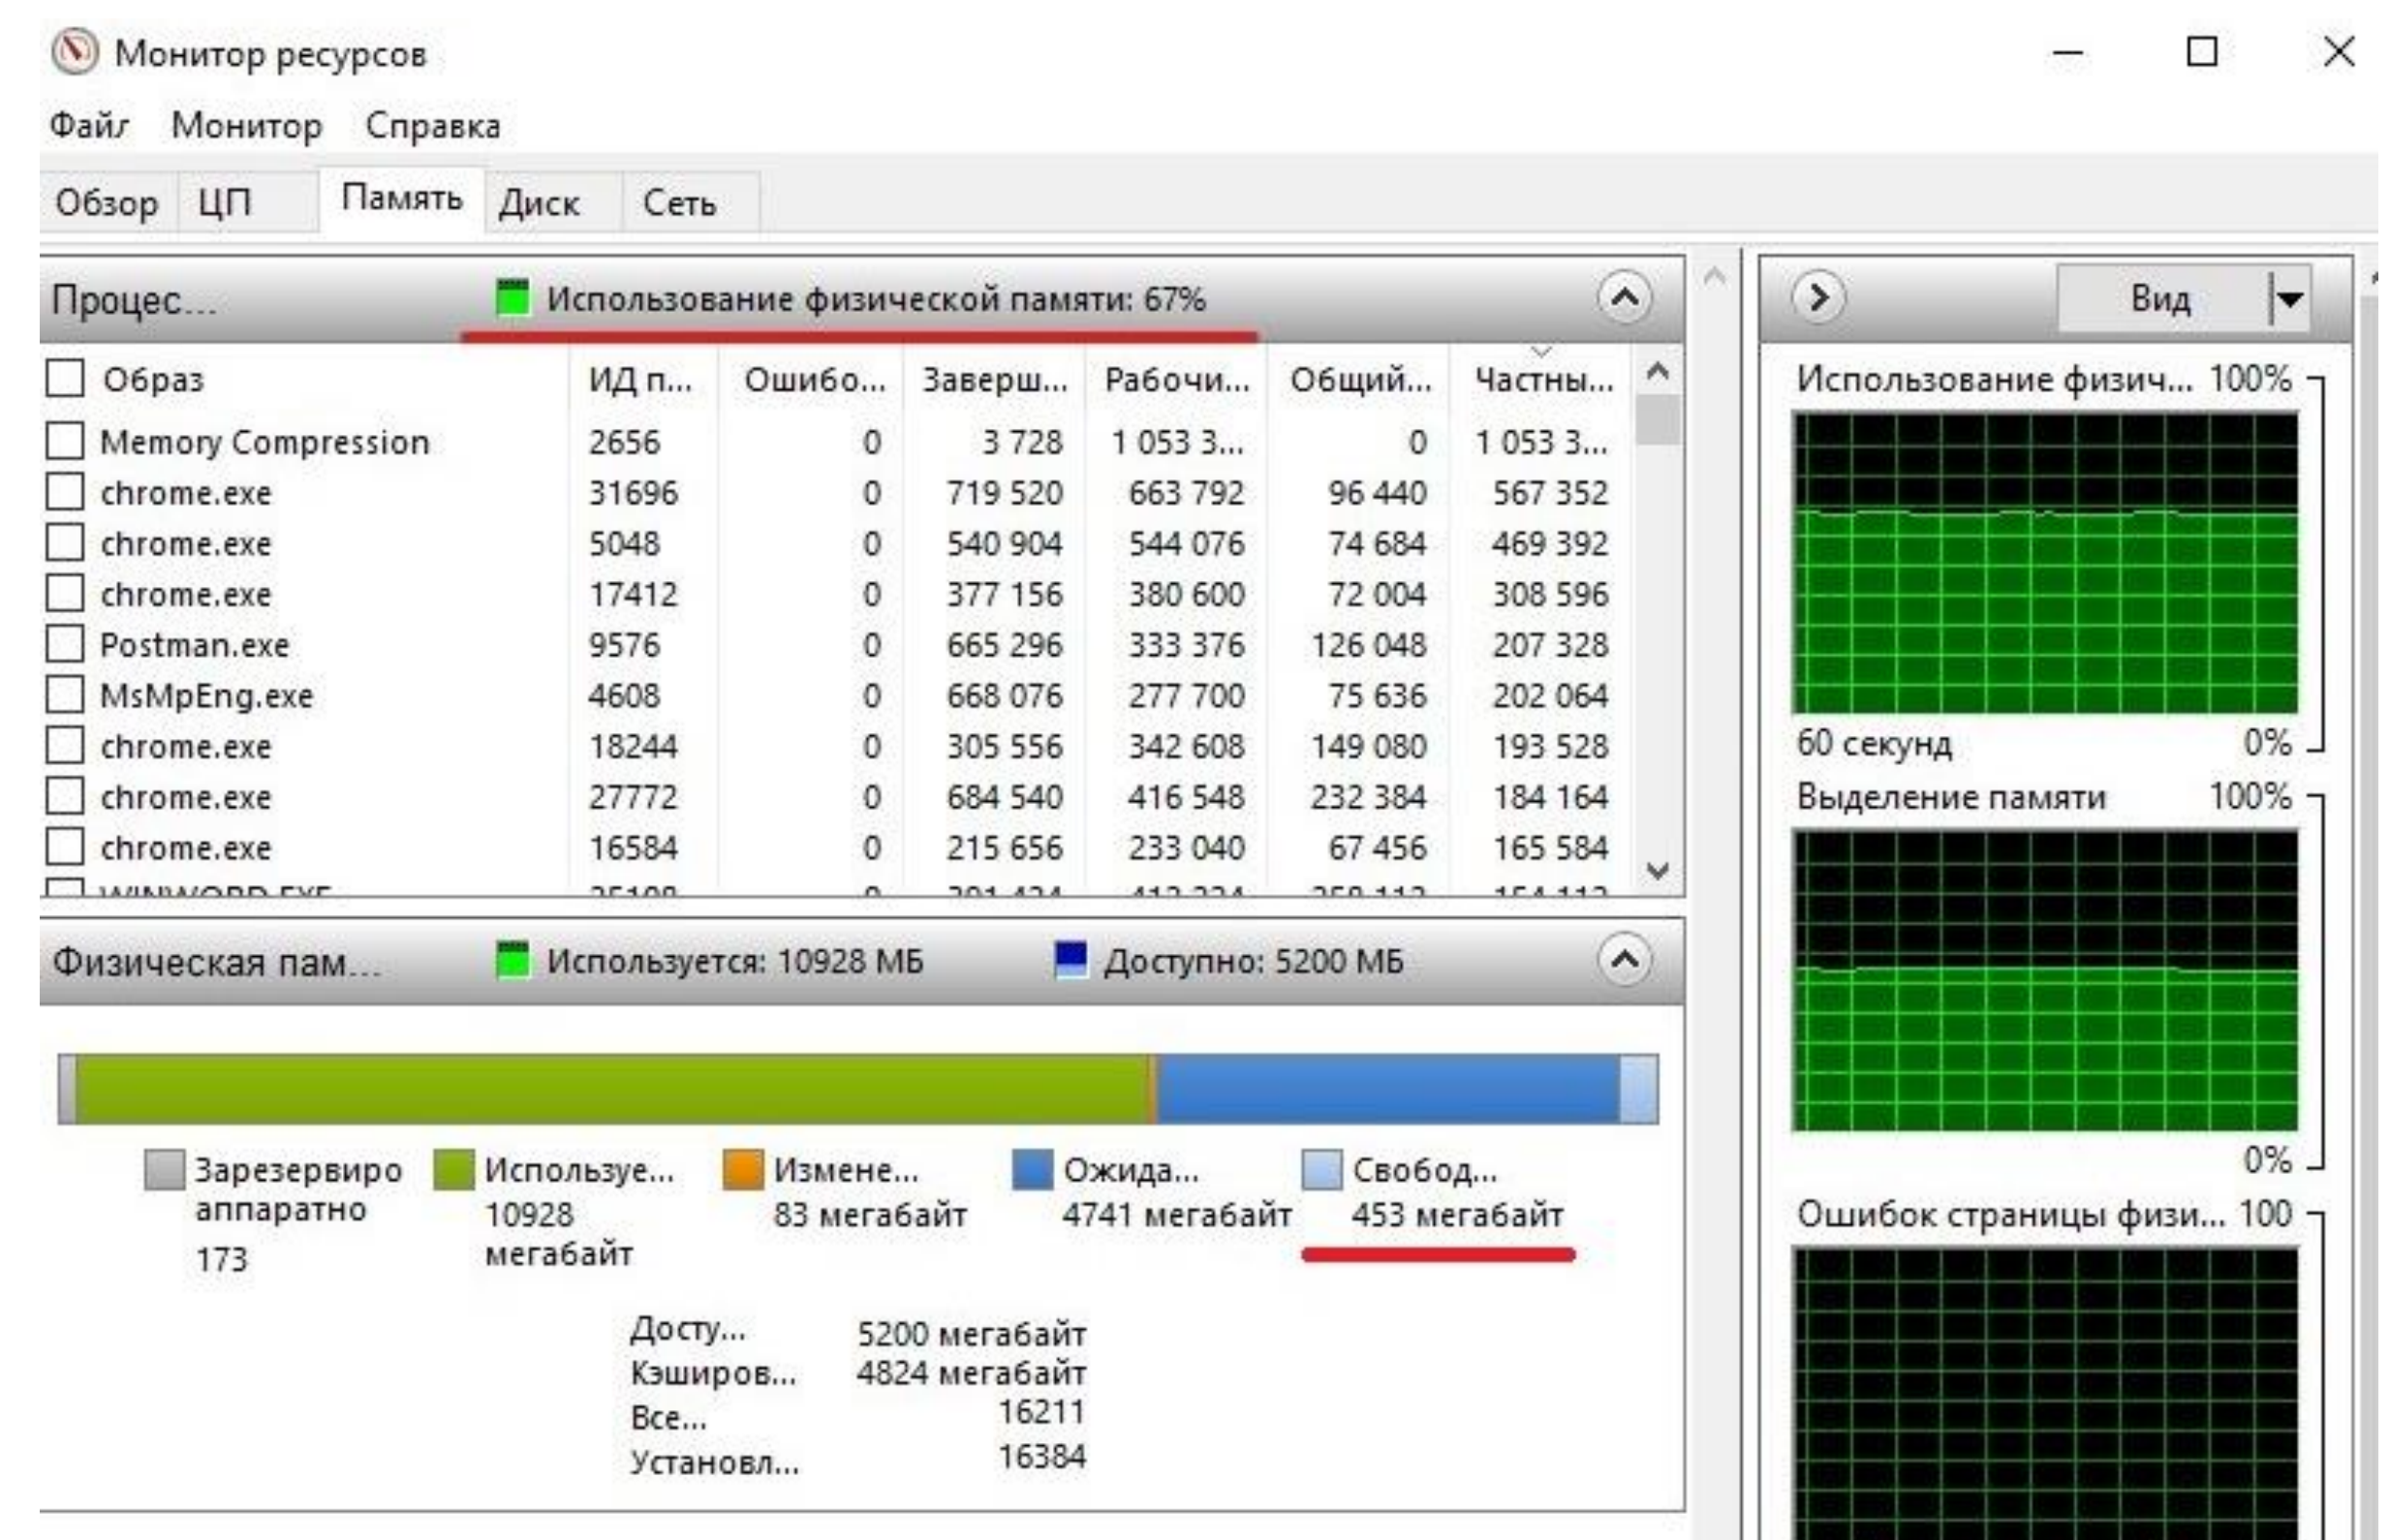 Монитор ресурсов
Файл Монитор Справка
Обзор ЦП Память Диск Сеть
Процес... Использование физической памяти: 67%
Образ ИД п... Ошибо... Заверш... Рабочи... Общий... Частны...
Memory Compression 2656 0 3 728 1 053 3... 0 1 053 3...
chrome.exe 31696 0 719 520 663 792 96 440 567 352
chrome.exe 5048 0 540 904 544 076 74 684 469 392
chrome.exe 17412 0 377 156 380 600 72 004 308 596
Postman.exe 9576 0 665 296 333 376 126 048 207 328
MsMpEng.exe 4608 0 668 076 277 700 75 636 202 064
chrome.exe 18244 0 305 556 342 608 149 080 193 528
chrome.exe 27772 0 684 540 416 548 232 384 184 164
chrome.exe 16584 0 215 656 233 040 67 456 165 584
WINWORD.EXE
Физическая пам... Используется: 10928 МБ Доступно: 5200 МБ
Зарезервиро
аппаратно
173
Используе...
10928
мегабайт
Измене...
83 мегабайт
Ожида...
4741 мегабайт
Свобод...
453 мегабайт
Досту... 5200 мегабайт
Кэширов... 4824 мегабайт
Все... 16211
Установл... 16384
Вид
Использование физич... 100%
60 секунд 0%
Выделение памяти 100%
0%
Ошибок страницы физи... 100